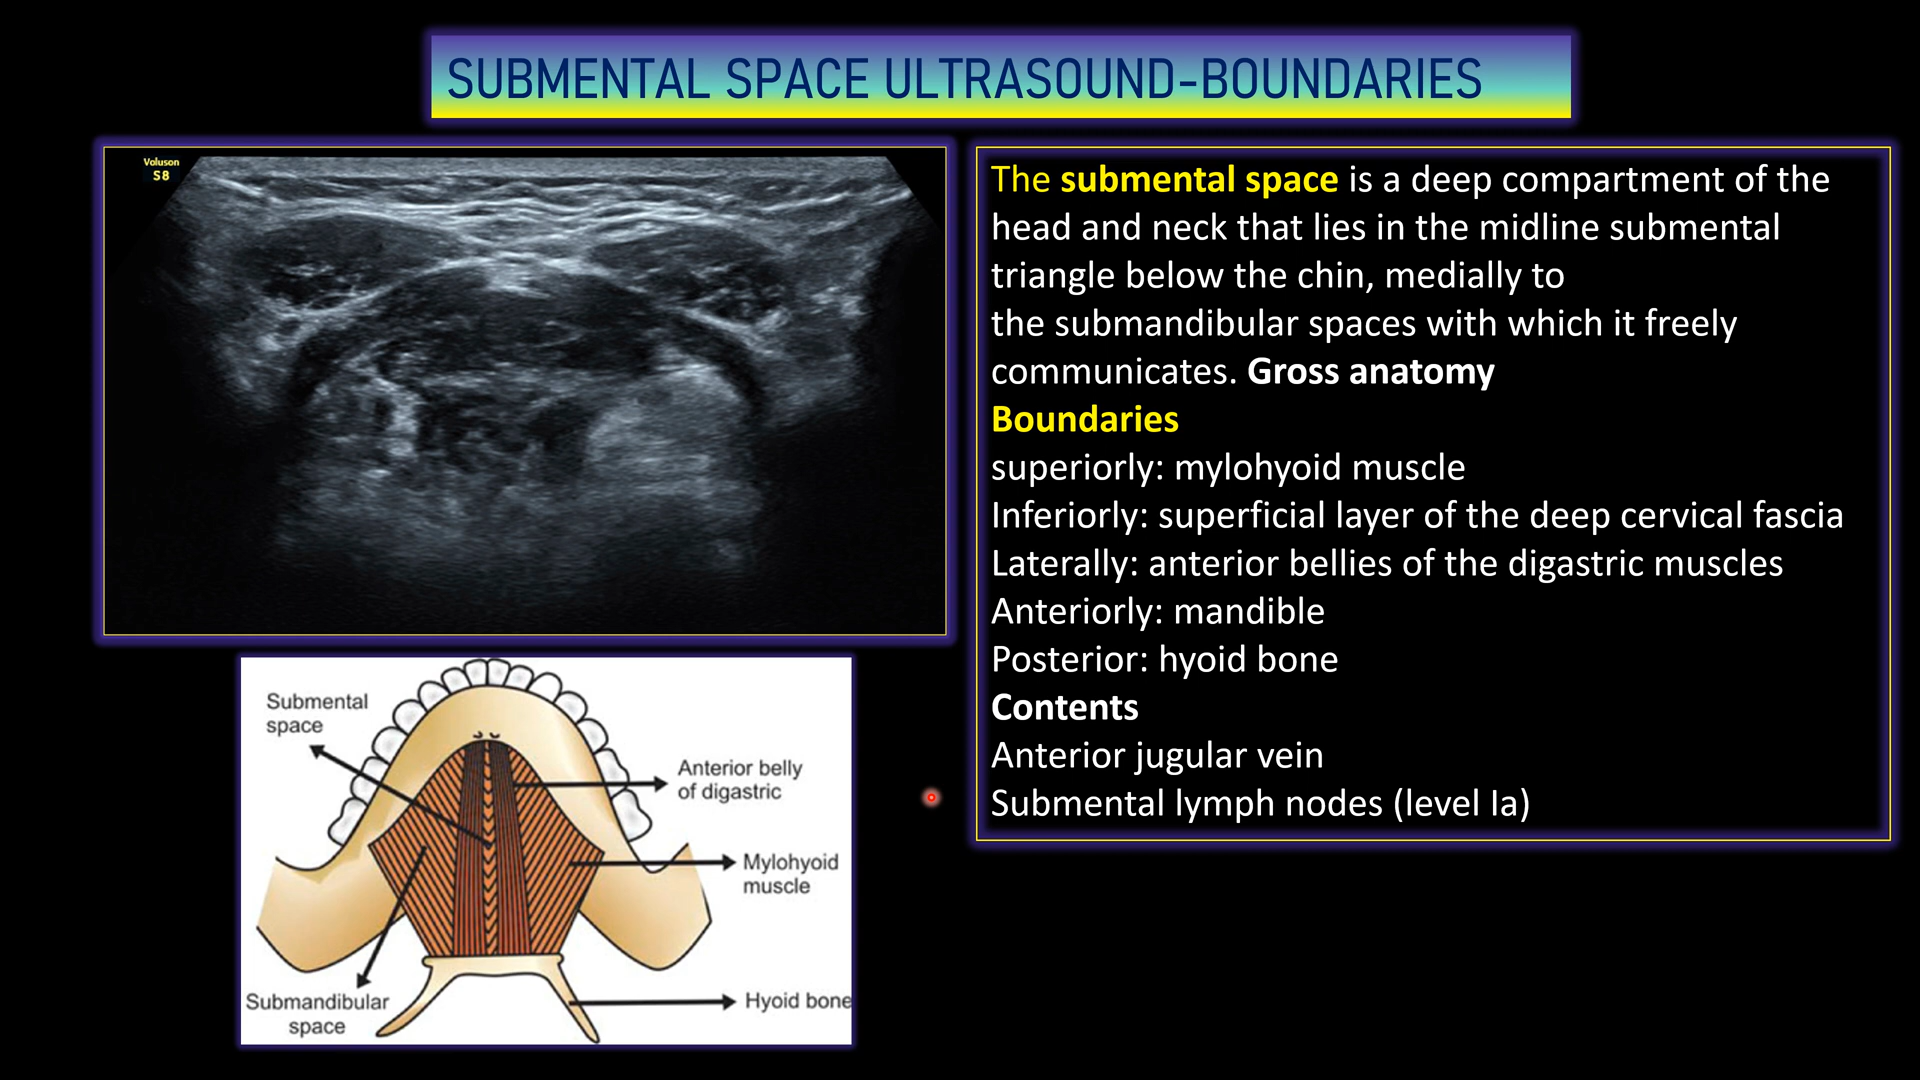 SUBMENTAL SPACE ULTRASOUND-BOUNDARIES
Voluson
S8
The submental space is a deep compartment of the
head and neck that lies in the midline submental
triangle below the chin, medially to
the submandibular spaces with which it freely
communicates. Gross anatomy
Boundaries
superiorly: mylohyoid muscle
Inferiorly: superficial layer of the deep cervical fascia
Laterally: anterior bellies of the digastric muscles
Anteriorly: mandible
Posterior: hyoid bone
Contents
Anterior jugular vein
Submental lymph nodes (level Ia)
Submental
space
Anterior belly
of digastric
Mylohyoid
muscle
Submandibular
space
Hyoid bone